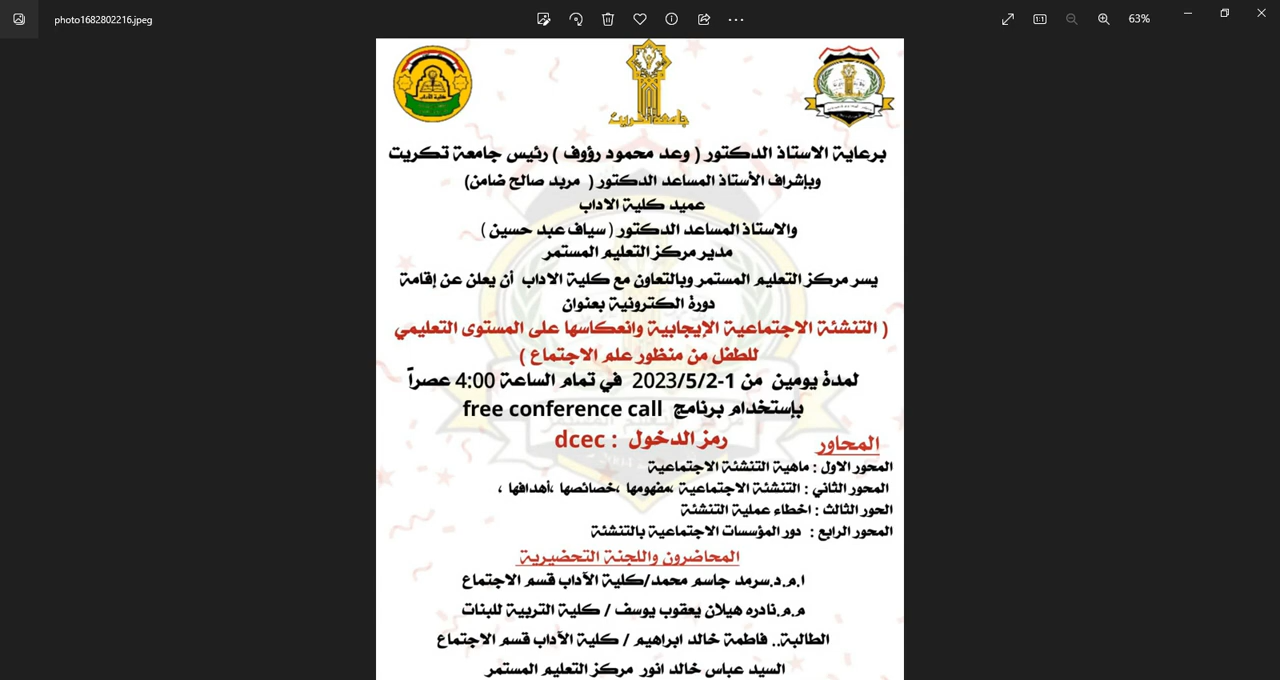 photo1682802216.jpeg
63%
جامعة تكريت
برعاية الاستاذ الدكتور ( وعد محمود رؤوف ) رئيس جامعة تكريت
وبإشراف الأستاذ المساعد الدكتور ( مريد صالح ضامن)
عميد كلية الاداب
والاستاذ المساعد الدكتور ( سياف عبد حسين )
مدير مركز التعليم المستمر
يسر مركز التعليم المستمر وبالتعاون مع كلية الاداب أن يعلن عن إقامة
دورة الكترونية بعنوان
( التنشئة الاجتماعية الإيجابية وانعكاسها على المستوى التعليمي
للطفل من منظور علم الاجتماع )
لمدة يومين من 1-2023/5/2 في تمام الساعة 4:00 عصراً
بإستخدام برنامج free conference call
رمز الدخول : dcec
المحاور
المحور الاول : ماهية التنشئة الاجتماعية
المحور الثاني : التنشئة الاجتماعية ،مفهومها ،خصائصها ،أهدافها ،
الحور الثالث : اخطاء عملية التنشئة
المحور الرابع : دور المؤسسات الاجتماعية بالتنشئة
المحاضرون واللجنة التحضيرية
ا.م.د.سرمد جاسم محمد/كلية الآداب قسم الاجتماع
م.م.نادره هيلان يعقوب يوسف / كلية التربية للبنات
الطالبة.. فاطمة خالد ابراهيم / كلية الآداب قسم الاجتماع
السيد عباس خالد انور مركز التعليم المستمر